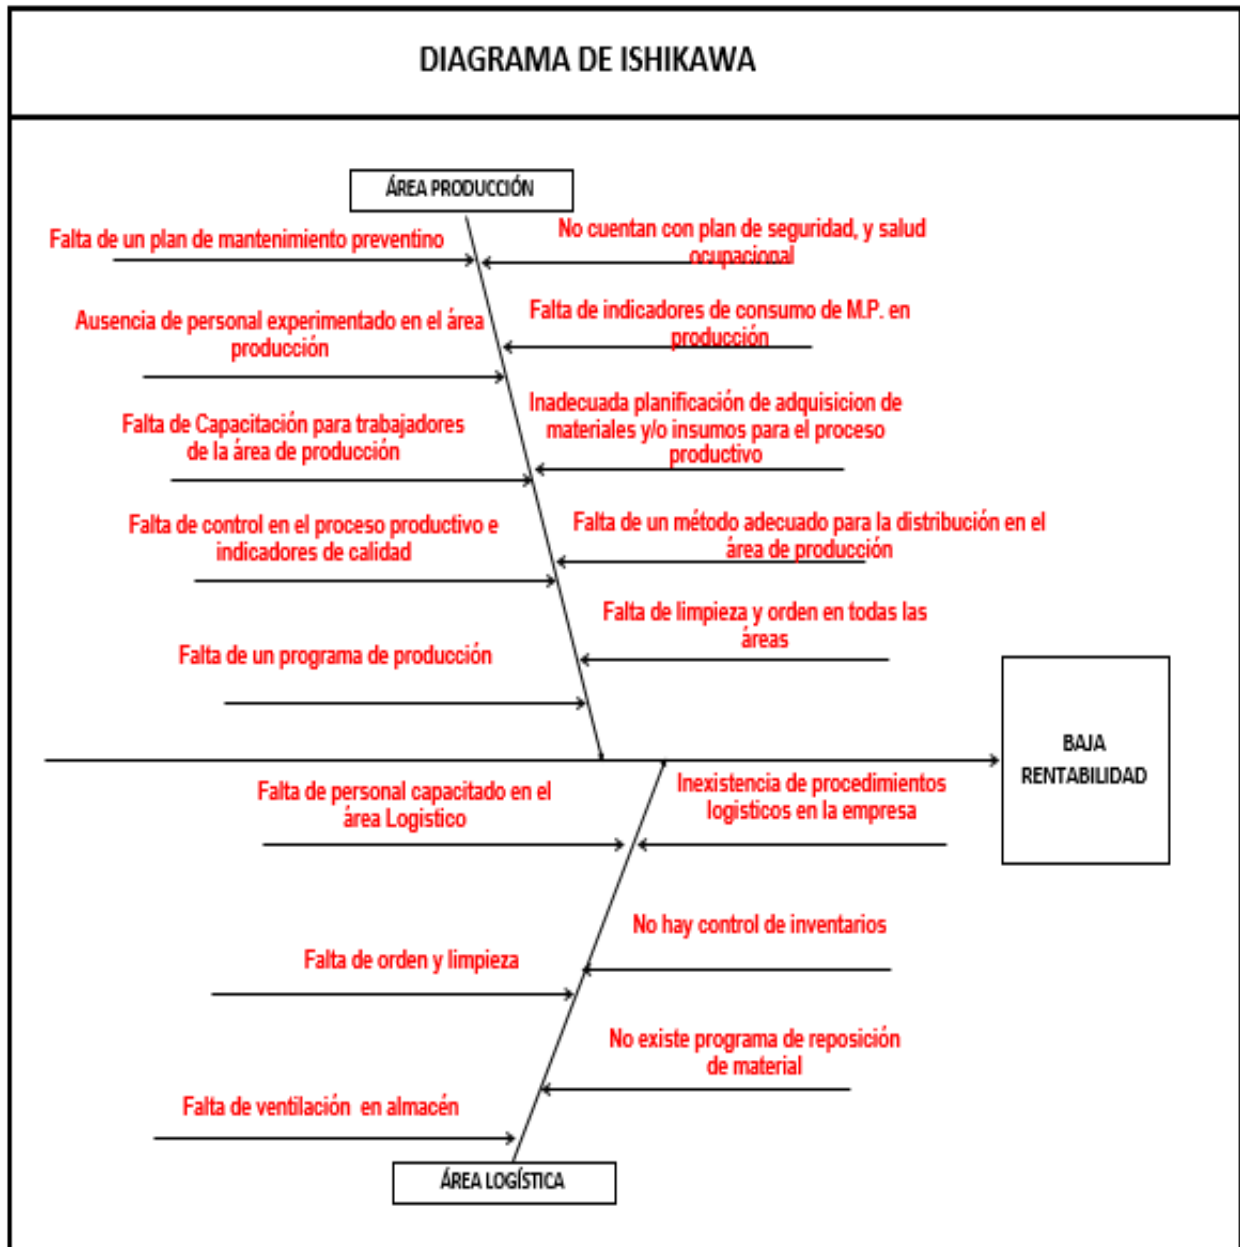 DIAGRAMA DE ISHIKAWA
ÁREA PRODUCCIÓN
Falta de un plan de mantenimiento preventino
No cuentan con plan de seguridad, y salud
ocupacional
Ausencia de personal experimentado en el área
producción
Falta de indicadores de consumo de M.P. en
producción
Falta de Capacitación para trabajadores
de la área de producción
Inadecuada planificación de adquisicion de
materiales y/o insumos para el proceso
productivo
Falta de control en el proceso productivo e
indicadores de calidad
Falta de un método adecuado para la distribución en el
área de producción
Falta de un programa de producción
Falta de limpieza y orden en todas las
áreas
BAJA
RENTABILIDAD
Falta de personal capacitado en el
área Logistico
Inexistencia de procedimientos
logisticos en la empresa
Falta de orden y limpieza
No hay control de inventarios
Falta de ventilación en almacén
No existe programa de reposición
de material
ÁREA LOGÍSTICA